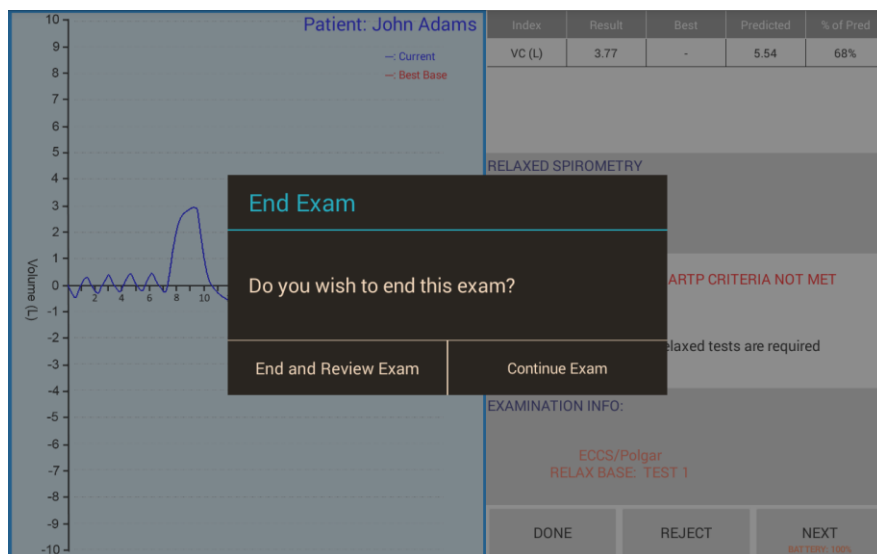 Patient: John Adams
—: Current
—: Best Base
10
9
8
7
6
5
4
3
2
1
0
-1
-2
-3
-4
-5
-6
-7
-8
-9
-10
Volume (L)
2 4 6 8 10
Index Result Best Predicted % of Pred
VC (L) 3.77 - 5.54 68%
RELAXED SPIROMETRY
ARTP CRITERIA NOT MET
elaxed tests are required
End Exam
Do you wish to end this exam?
End and Review Exam Continue Exam
EXAMINATION INFO:
ECCS/Polgar
RELAX BASE: TEST 1
DONE REJECT NEXT
BATTERY: 100%